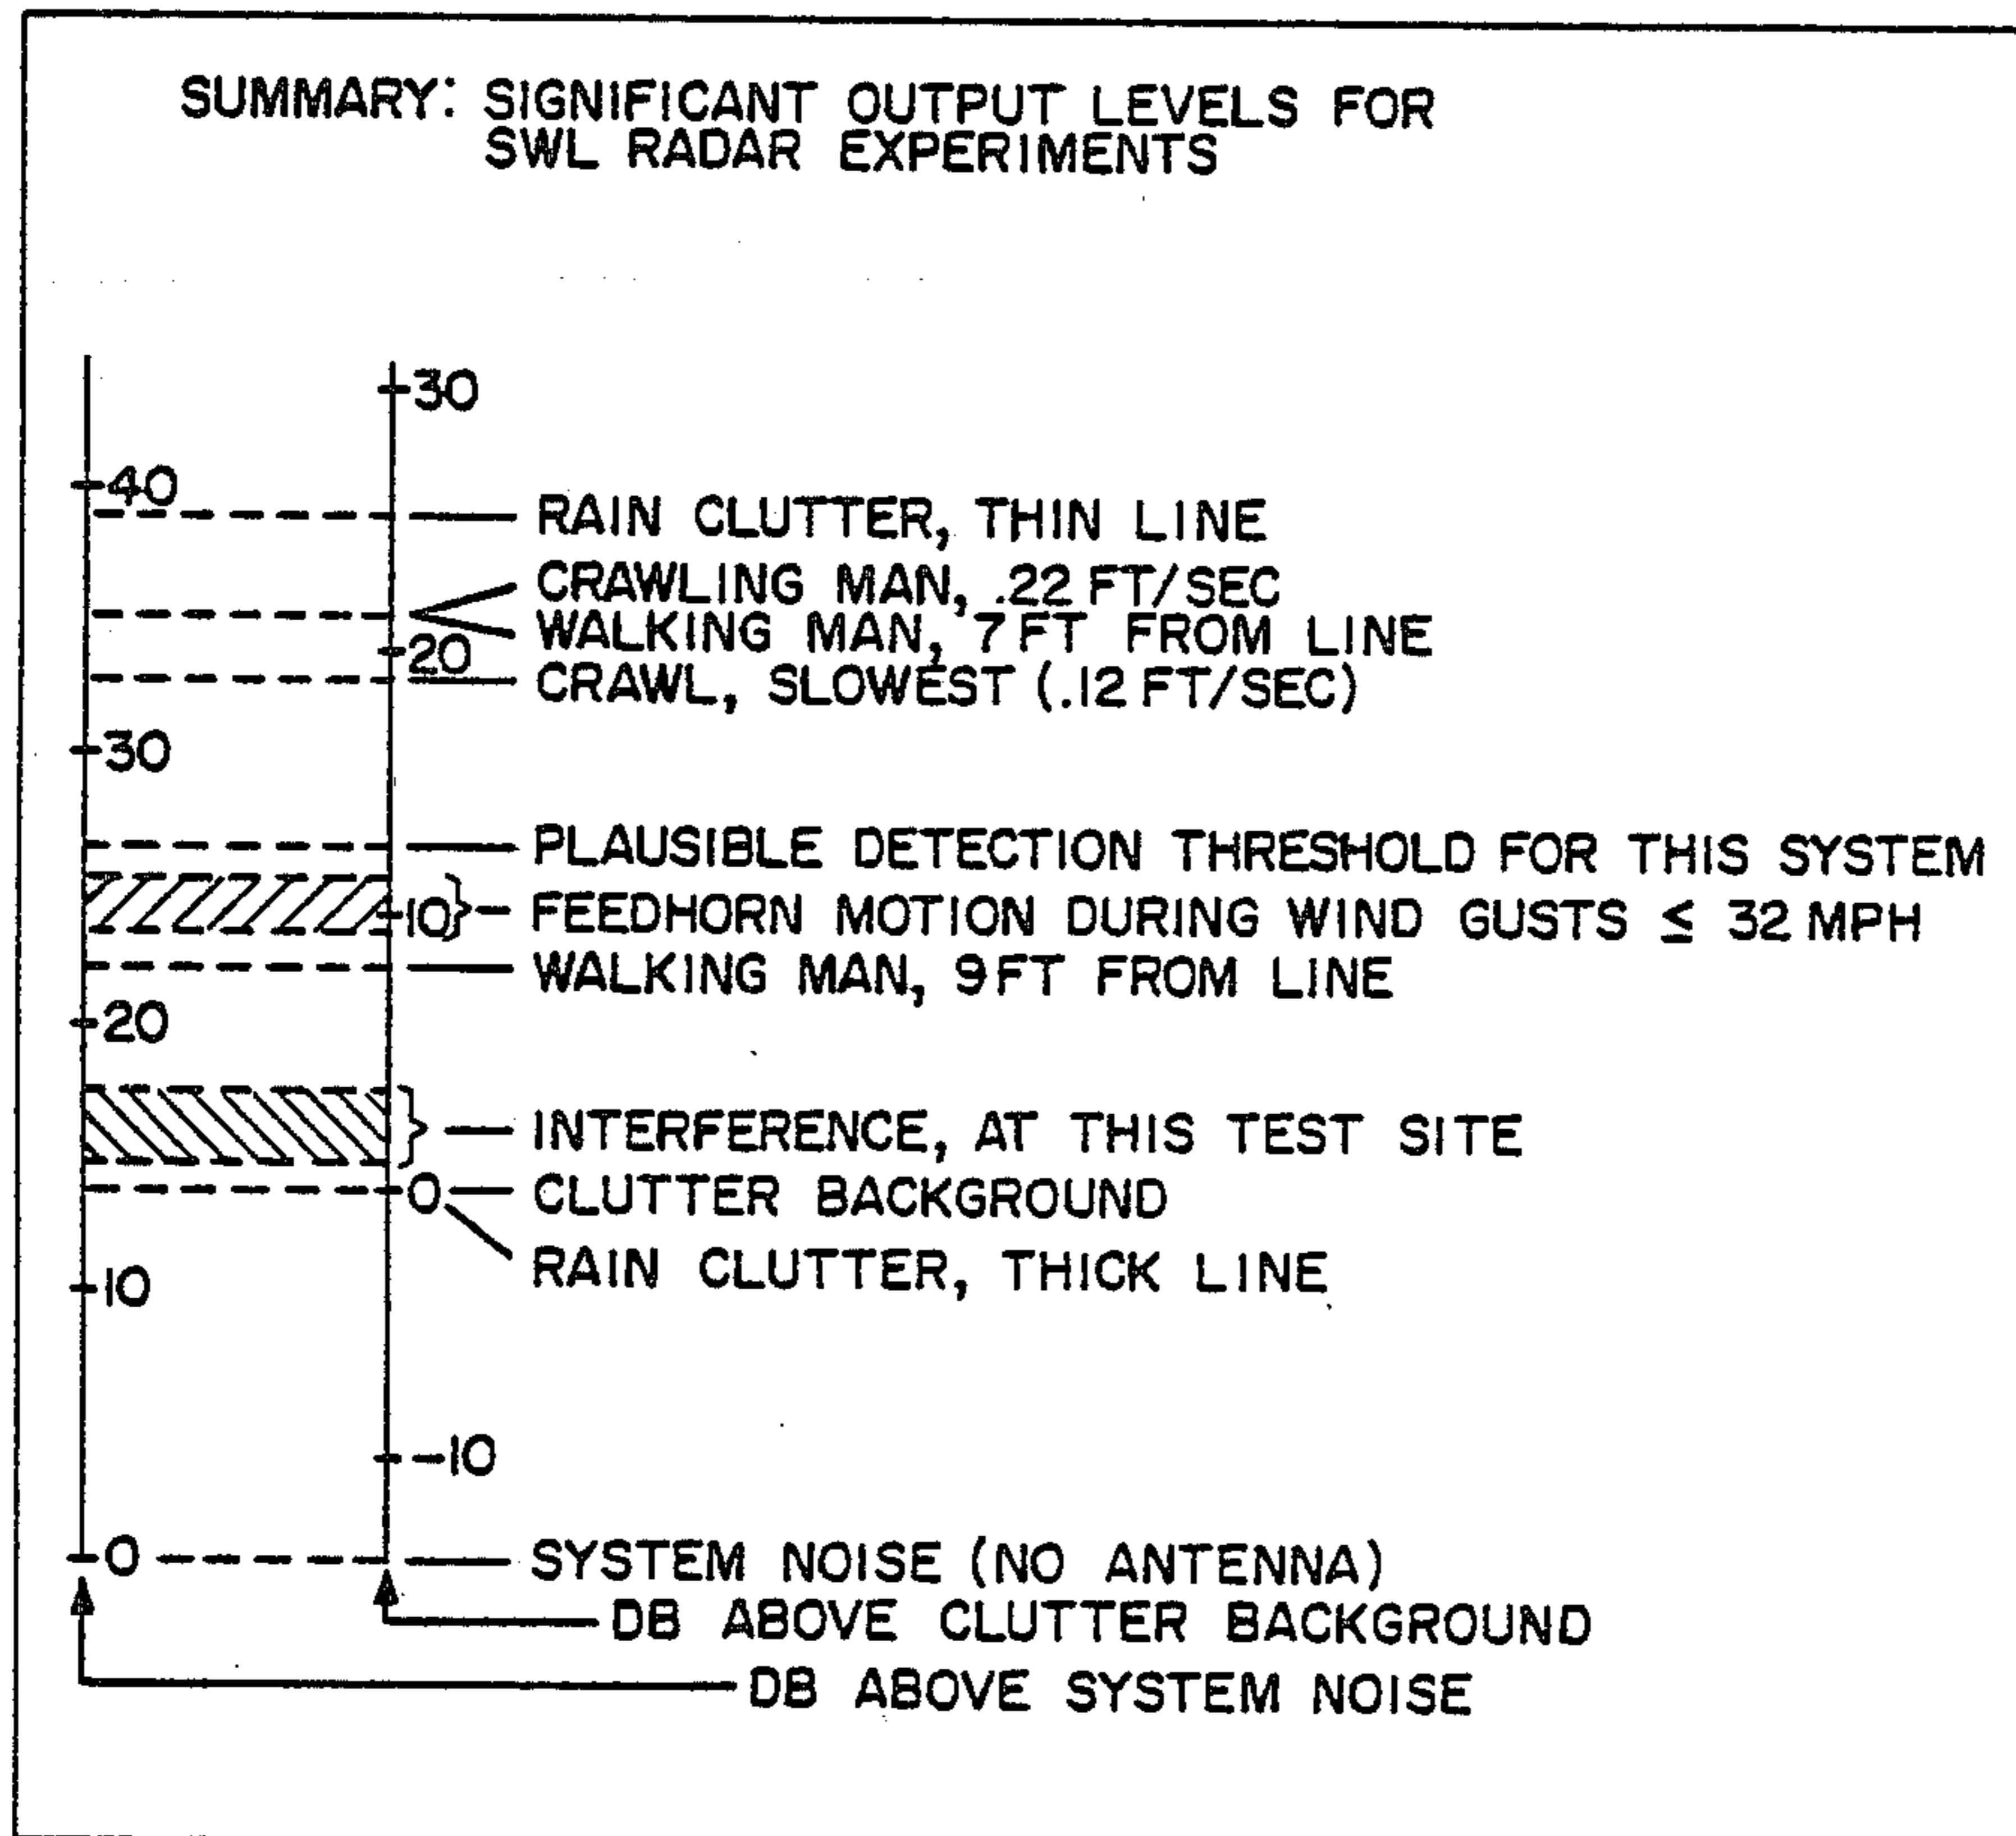 SUMMARY: SIGNIFICANT OUTPUT LEVELS FOR
SWL RADAR EXPERIMENTS
30
40
RAIN CLUTTER, THIN LINE
CRAWLING MAN, .22 FT/SEC
WALKING MAN, 7 FT FROM LINE
20
CRAWL, SLOWEST (.12 FT/SEC)
30
PLAUSIBLE DETECTION THRESHOLD FOR THIS SYSTEM
10
FEEDHORN MOTION DURING WIND GUSTS ≤ 32 MPH
WALKING MAN, 9 FT FROM LINE
20
INTERFERENCE, AT THIS TEST SITE
0
CLUTTER BACKGROUND
RAIN CLUTTER, THICK LINE
10
-10
0
SYSTEM NOISE (NO ANTENNA)
DB ABOVE CLUTTER BACKGROUND
DB ABOVE SYSTEM NOISE